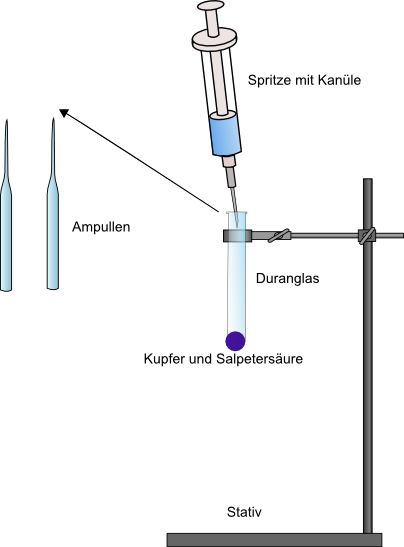 Spritze mit Kanüle
Ampullen
Duranglas
Kupfer und Salpetersäure
Stativ